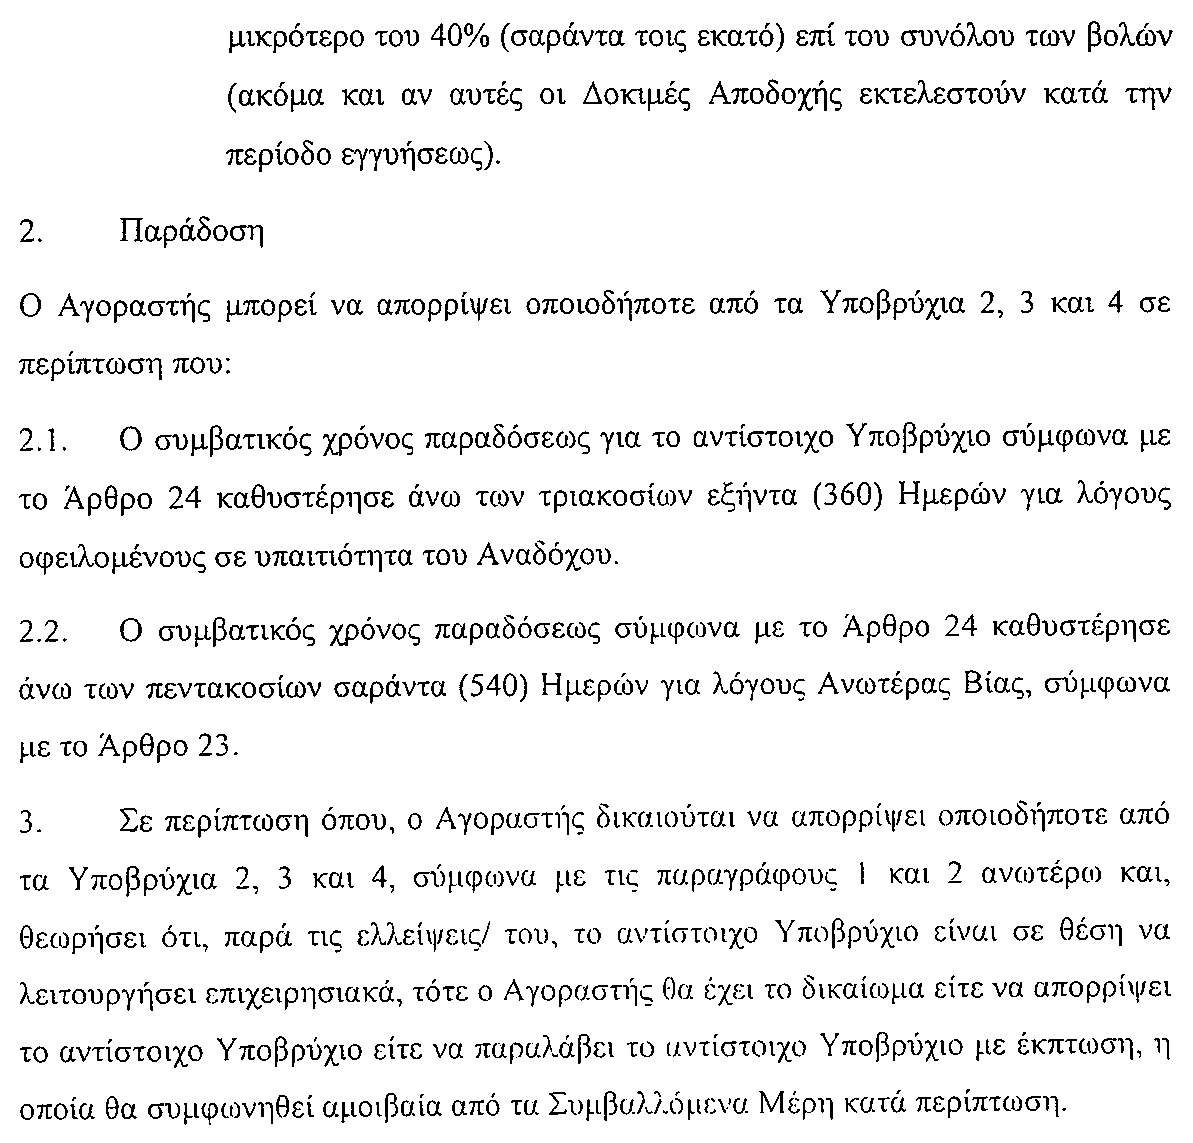 μικρότερο του 40% (σαράντα τοις εκατό) επί του συνόλου των βολών
(ακόμα και αν αυτές οι Δοκιμές Αποδοχής εκτελεστούν κατά την
περίοδο εγγυήσεως).
2. Παράδοση
Ο Αγοραστής μπορεί να απορρίψει οποιοδήποτε από τα Υποβρύχια 2, 3 και 4 σε
περίπτωση που:
2.1. Ο συμβατικός χρόνος παραδόσεως για το αντίστοιχο Υποβρύχιο σύμφωνα με
το Άρθρο 24 καθυστέρησε άνω των τριακοσίων εξήντα (360) Ημερών για λόγους
οφειλομένους σε υπαιτιότητα του Αναδόχου.
2.2. Ο συμβατικός χρόνος παραδόσεως σύμφωνα με το Άρθρο 24 καθυστέρησε
άνω των πεντακοσίων σαράντα (540) Ημερών για λόγους Ανωτέρας Βίας, σύμφωνα
με το Άρθρο 23.
3. Σε περίπτωση όπου, ο Αγοραστής δικαιούται να απορρίψει οποιοδήποτε από
τα Υποβρύχια 2, 3 και 4, σύμφωνα με τις παραγράφους 1 και 2 ανωτέρω και,
θεωρήσει ότι, παρά τις ελλείψεις/ του, το αντίστοιχο Υποβρύχιο είναι σε θέση να
λειτουργήσει επιχειρησιακά, τότε ο Αγοραστής θα έχει το δικαίωμα είτε να απορρίψει
το αντίστοιχο Υποβρύχιο είτε να παραλάβει το αντίστοιχο Υποβρύχιο με έκπτωση, η
οποία θα συμφωνηθεί αμοιβαία από τα Συμβαλλόμενα Μέρη κατά περίπτωση.